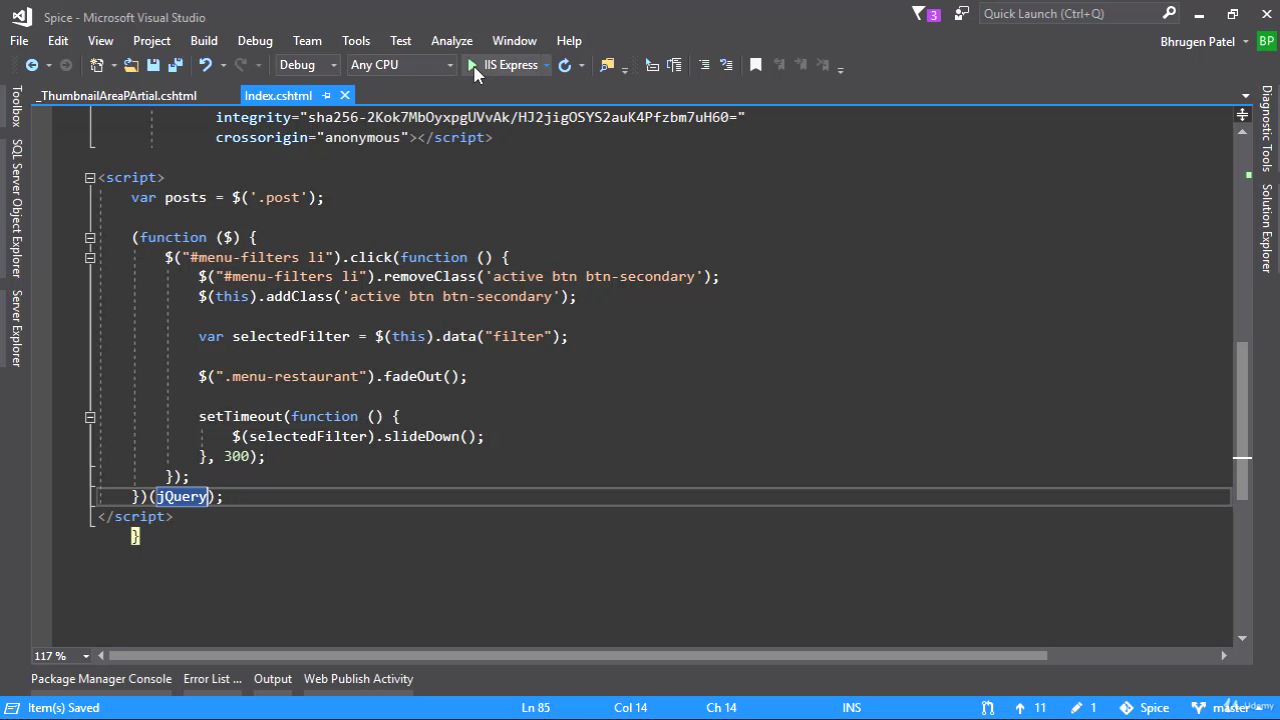 Spice - Microsoft Visual Studio
3
Quick Launch (Ctrl+Q)
File Edit View Project Build Debug Team Tools Test Analyze Window Help
Bhrugen Patel BP
Debug Any CPU IIS Express
_ThumbnailAreaPArtial.cshtml Index.cshtml
Toolbox
SQL Server Object Explorer
Server Explorer
Diagnostic Tools
Solution Explorer
integrity="sha256-2Kok7MbOyxpgUVvAk/HJ2jigOSYS2auK4Pfzbm7uH60="
crossorigin="anonymous"></script>
<script>
var posts = $('.post');
(function ($) {
$("#menu-filters li").click(function () {
$("#menu-filters li").removeClass('active btn btn-secondary');
$(this).addClass('active btn btn-secondary');
var selectedFilter = $(this).data("filter");
$(".menu-restaurant").fadeOut();
setTimeout(function () {
$(selectedFilter).slideDown();
}, 300);
});
})(jQuery);
</script>
}
117 %
Package Manager Console Error List ... Output Web Publish Activity
Item(s) Saved Ln 85 Col 14 Ch 14 INS 11 1 Spice master
Udemy